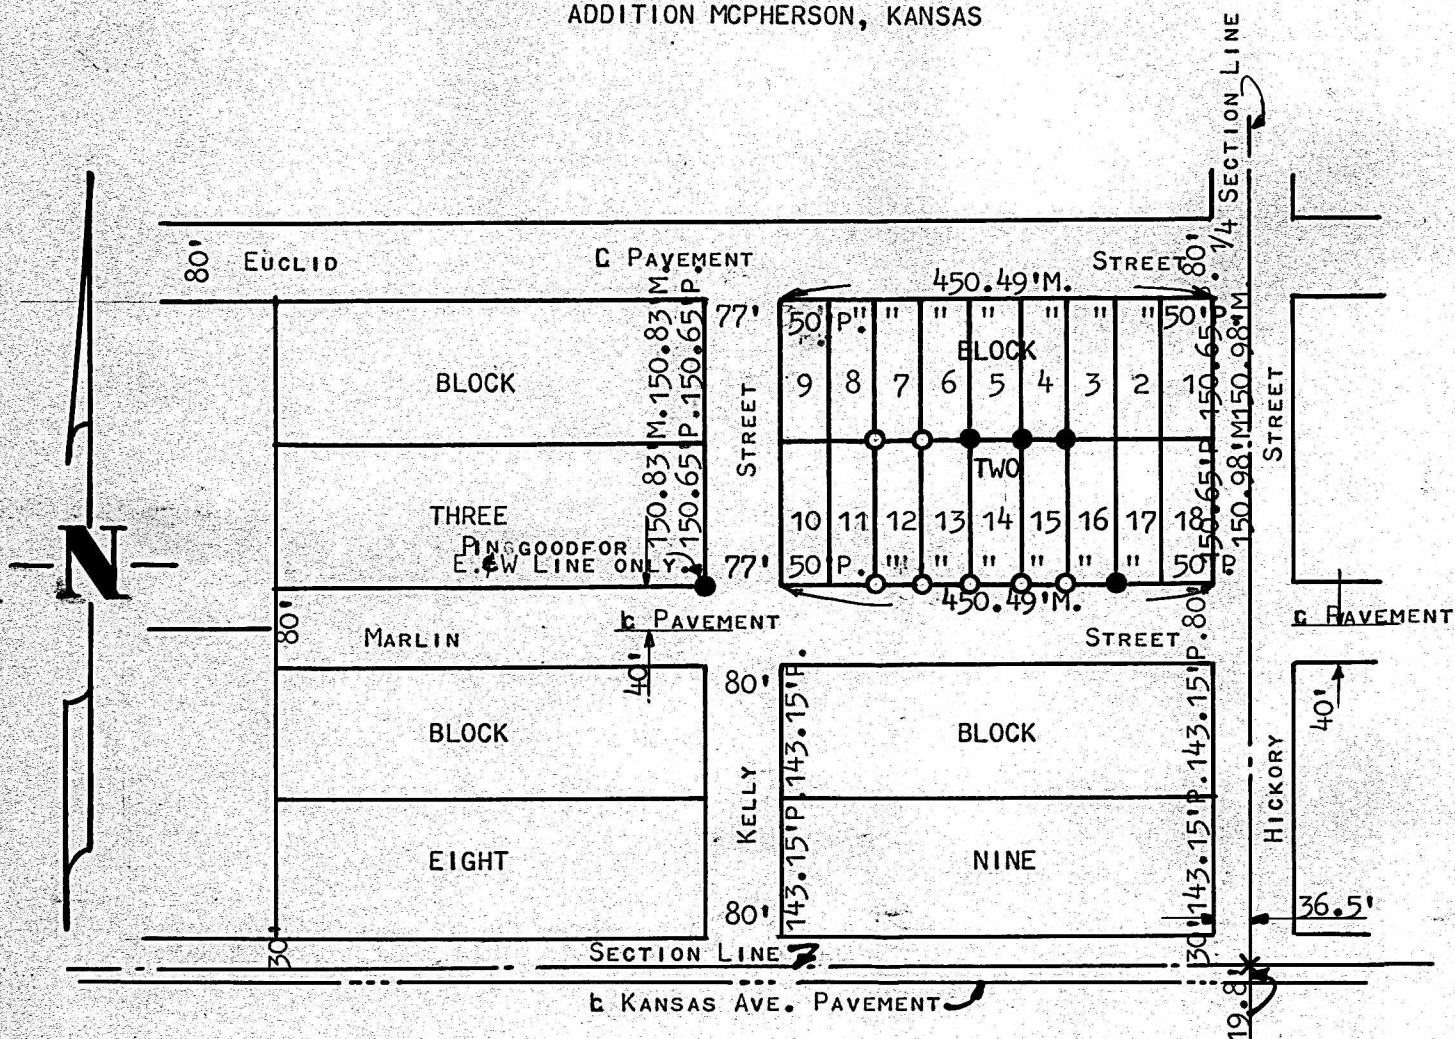 ADDITION MCPHERSON, KANSAS
1/4 SECTION LINE
80' EUCLID ₵ PAVEMENT STREET 80'
450.49'M.
77' 50' P. " " " " " " " 50' P.
150.83'M. 150.83'M.
150.65'P. 150.65'P.
150.65'P. 150.65'P
150.98'M 150.98'M.
BLOCK BLOCK
9 8 7 6 5 4 3 2 1
STREET STREET
TWO
THREE 10 11 12 13 14 15 16 17 18
PIN GOOD FOR
E.&W LINE ONLY.
77' 50' P. " " " " " " 50' P.
450.49'M.
80' MARLIN ₵ PAVEMENT STREET 80' ₵ PAVEMENT
40' 80' 40'
143.15'P. 143.15'P.
143.15'P. 143.15'P.
BLOCK BLOCK
KELLY HICKORY
EIGHT NINE
80' 36.5'
30' SECTION LINE 30'
₵ KANSAS AVE. PAVEMENT 19.8'
N